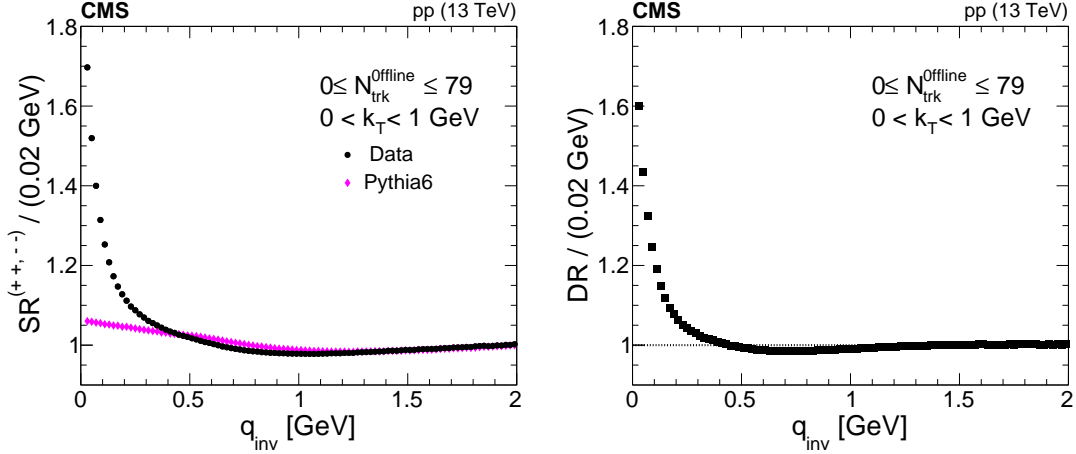 CMS pp (13 TeV)
SR(+ +, - -) / (0.02 GeV)
1.8
1.6
1.4
1.2
1
0≤ N_trk^0ffline ≤ 79
0 < k_T < 1 GeV
Data
Pythia6
0 0.5 1 1.5 2
q_inv [GeV]
CMS pp (13 TeV)
DR / (0.02 GeV)
1.8
1.6
1.4
1.2
1
0≤ N_trk^0ffline ≤ 79
0 < k_T < 1 GeV
0 0.5 1 1.5 2
q_inv [GeV]